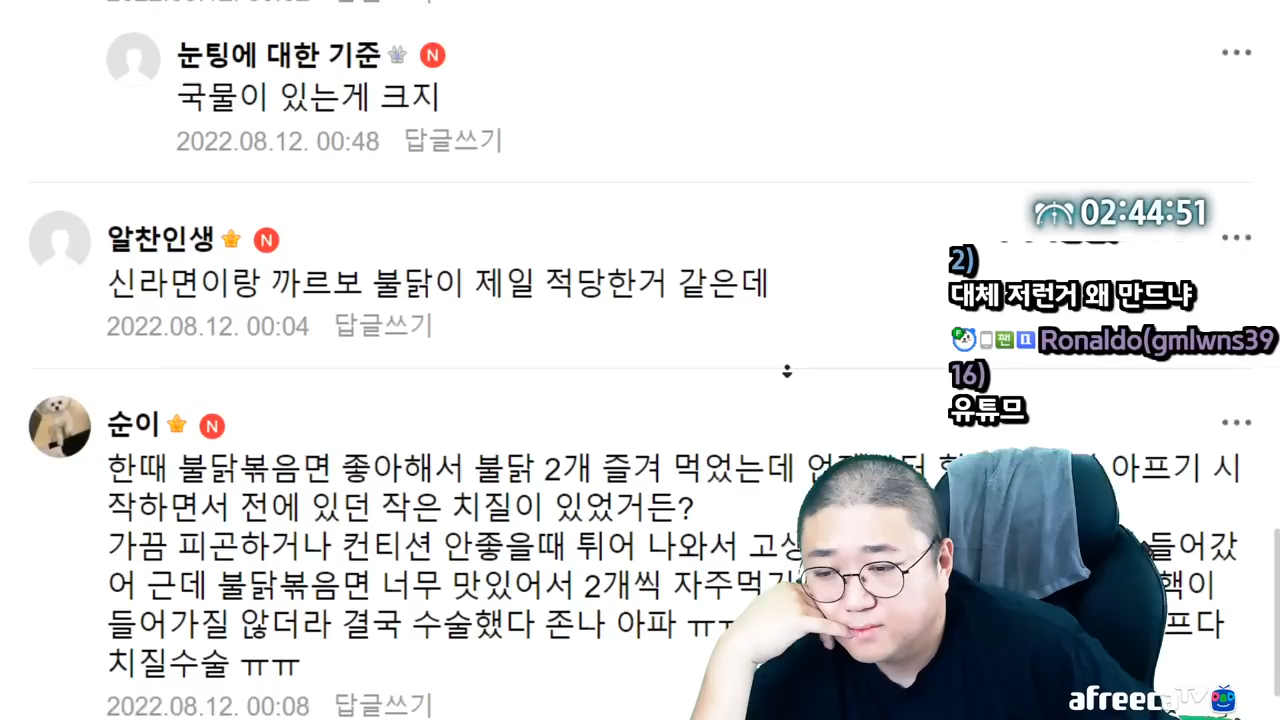 눈팅에 대한 기준 N
국물이 있는게 크지
2022.08.12. 00:48 답글쓰기
02:44:51
알찬인생 N
신라면이랑 까르보 불닭이 제일 적당한거 같은데
2022.08.12. 00:04 답글쓰기
2)
대체 저런거 왜 만드냐
팬 Ronaldo(gmlwns39
16)
유튜므
순이 N
한때 불닭볶음면 좋아해서 불닭 2개 즐겨 먹었는데 아프기 시
작하면서 전에 있던 작은 치질이 있었거든?
가끔 피곤하거나 컨티션 안좋을때 튀어 나와서 들어갔
어 근데 불닭볶음면 너무 맛있어서 2개씩 핵이
들어가질 않더라 결국 수술했다 존나 아파 ㅠ 프다
치질수술 ㅠㅠ
2022.08.12. 00:08 답글쓰기
afreecaTV